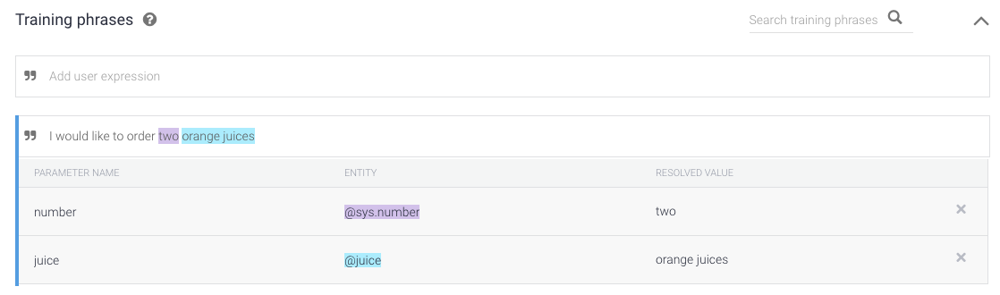 Training phrases ?
Search training phrases
Add user expression
I would like to order two orange juices
PARAMETER NAME ENTITY RESOLVED VALUE
number @sys.number two
juice @juice orange juices